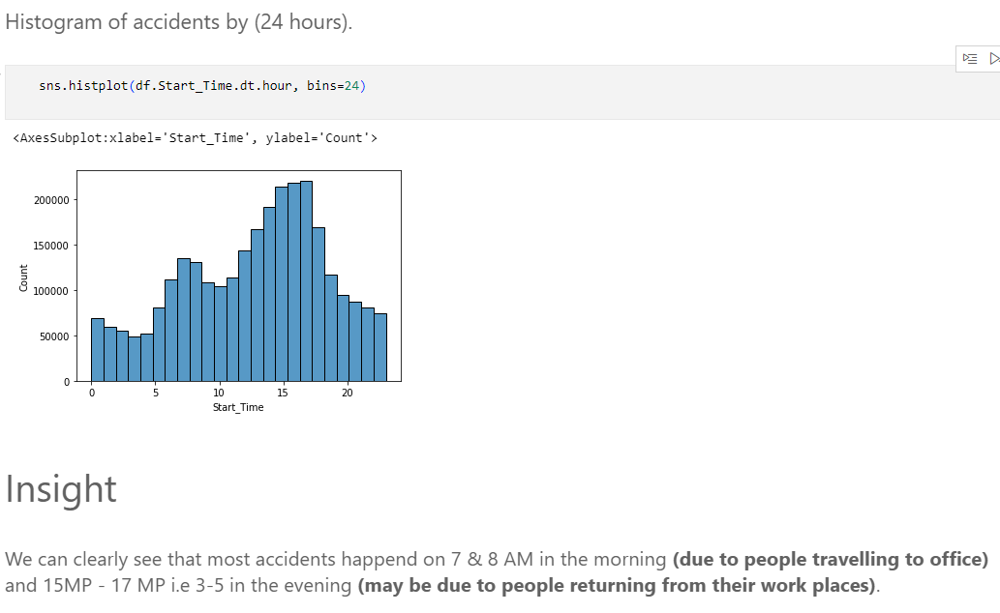 Histogram of accidents by (24 hours).
sns.histplot(df.Start_Time.dt.hour, bins=24)
<AxesSubplot:xlabel='Start_Time', ylabel='Count'>
200000
150000
100000
50000
0
Count
0 5 10 15 20
Start_Time
Insight
We can clearly see that most accidents happend on 7 & 8 AM in the morning (due to people travelling to office)
and 15MP - 17 MP i.e 3-5 in the evening (may be due to people returning from their work places).